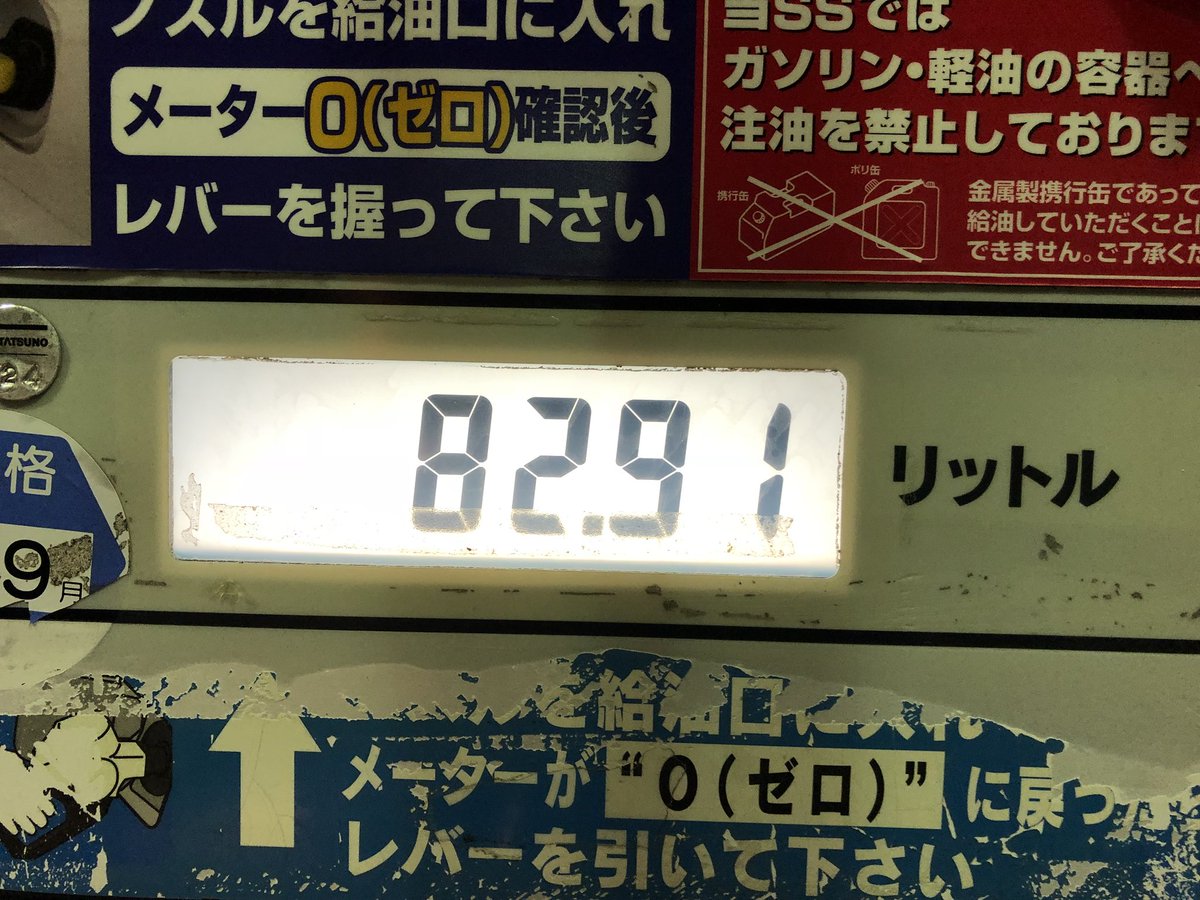 ノズルを給油口に入れ
メーター0(ゼロ)確認後
レバーを握って下さい
当SSでは
ガソリン・軽油の容器へ
注油を禁止しておりま
携行缶
ポリ缶
金属製携行缶であって
給油していただくこと
できません。ご了承くだ
TATSUNO
24
格
9月
82.91
リットル
を給油口に入れ
メーターが“0(ゼロ)”に戻っ
レバーを引いて下さい